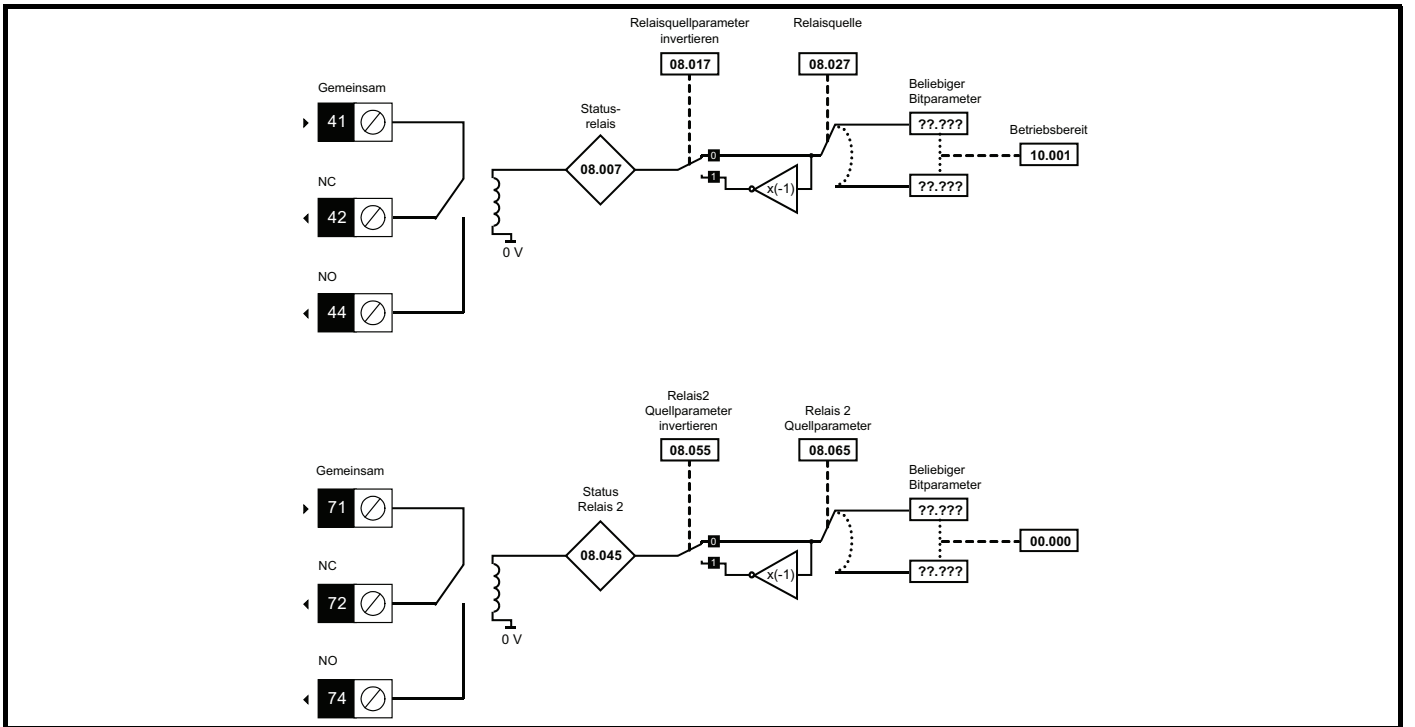 Relaisquellparameter
invertieren
08.017
Relaisquelle
08.027
Gemeinsam
41
NC
42
NO
44
Status-
relais
08.007
0 V
0
1
x(-1)
Beliebiger
Bitparameter
??.???
??.???
Betriebsbereit
10.001
Relais2
Quellparameter
invertieren
08.055
Relais 2
Quellparameter
08.065
Gemeinsam
71
NC
72
NO
74
Status
Relais 2
08.045
0 V
0
1
x(-1)
Beliebiger
Bitparameter
??.???
??.???
00.000